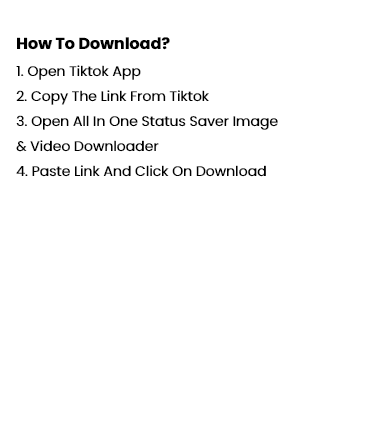 How To Download?
1. Open Tiktok App
2. Copy The Link From Tiktok
3. Open All In One Status Saver Image
& Video Downloader
4. Paste Link And Click On Download